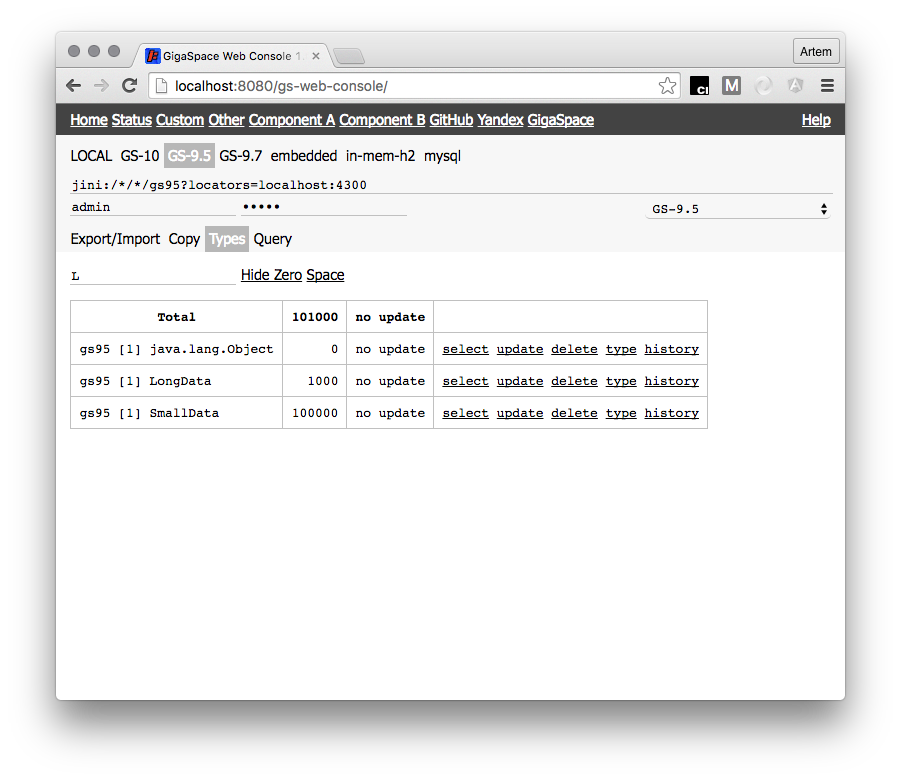 GigaSpace Web Console 1.
Artem
localhost:8080/gs-web-console/
CI
M
Home Status Custom Other Component A Component B GitHub Yandex GigaSpace Help
LOCAL GS-10 GS-9.5 GS-9.7 embedded in-mem-h2 mysql
jini:/*/*/gs95?locators=localhost:4300
admin ••••• GS-9.5
Export/Import Copy Types Query
L Hide Zero Space
Total 101000 no update
gs95 [1] java.lang.Object 0 no update select update delete type history
gs95 [1] LongData 1000 no update select update delete type history
gs95 [1] SmallData 100000 no update select update delete type history